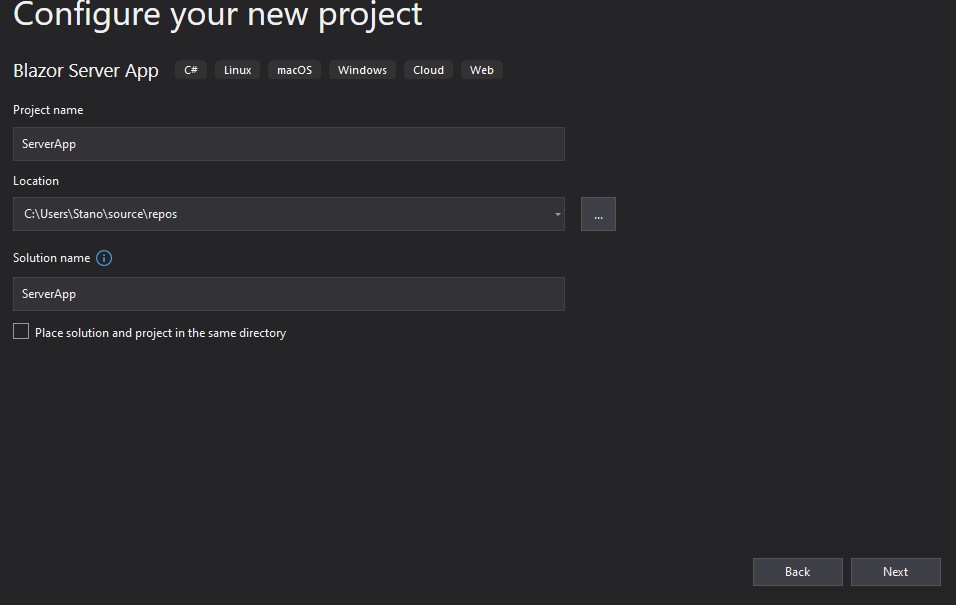 Configure your new project
Blazor Server App C# Linux macOS Windows Cloud Web
Project name
ServerApp
Location
C:\Users\Stano\source\repos
...
Solution name
ServerApp
Place solution and project in the same directory
Back Next